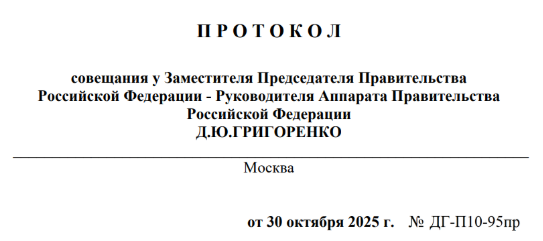 П Р О Т О К О Л
совещания у Заместителя Председателя Правительства
Российской Федерации - Руководителя Аппарата Правительства
Российской Федерации
Д.Ю.ГРИГОРЕНКО
Москва
от 30 октября 2025 г. № ДГ-П10-95пр